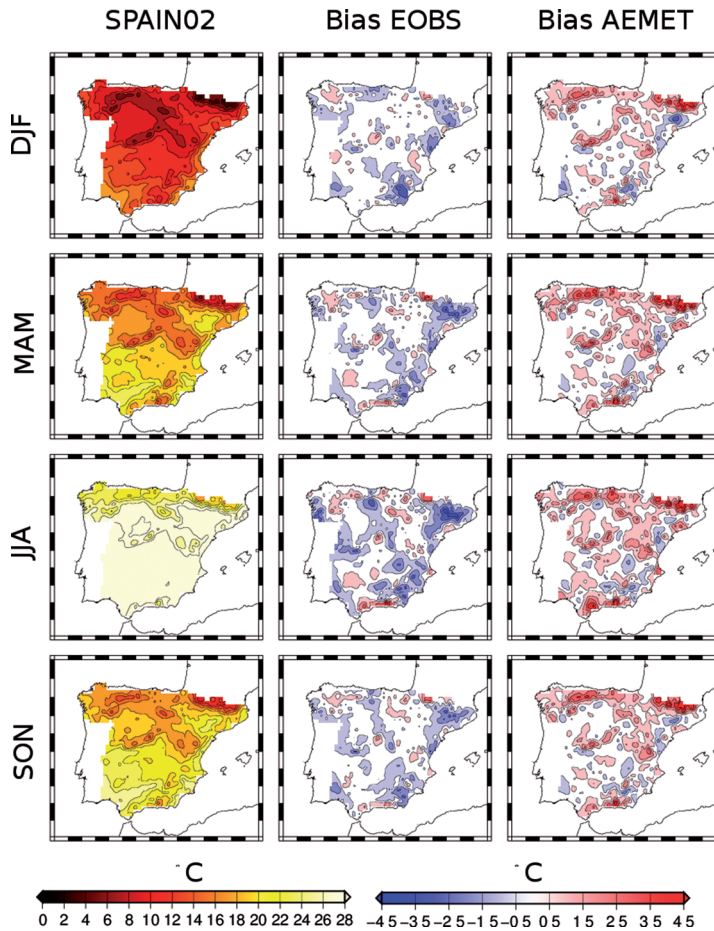 SPAIN02 Bias EOBS Bias AEMET
DJF
MAM
JJA
SON
˚C ˚C
0 2 4 6 8 10 12 14 16 18 20 22 24 26 28
-4 5 -3 5 -2 5 -1 5 -0 5 0 5 1 5 2 5 3 5 4 5